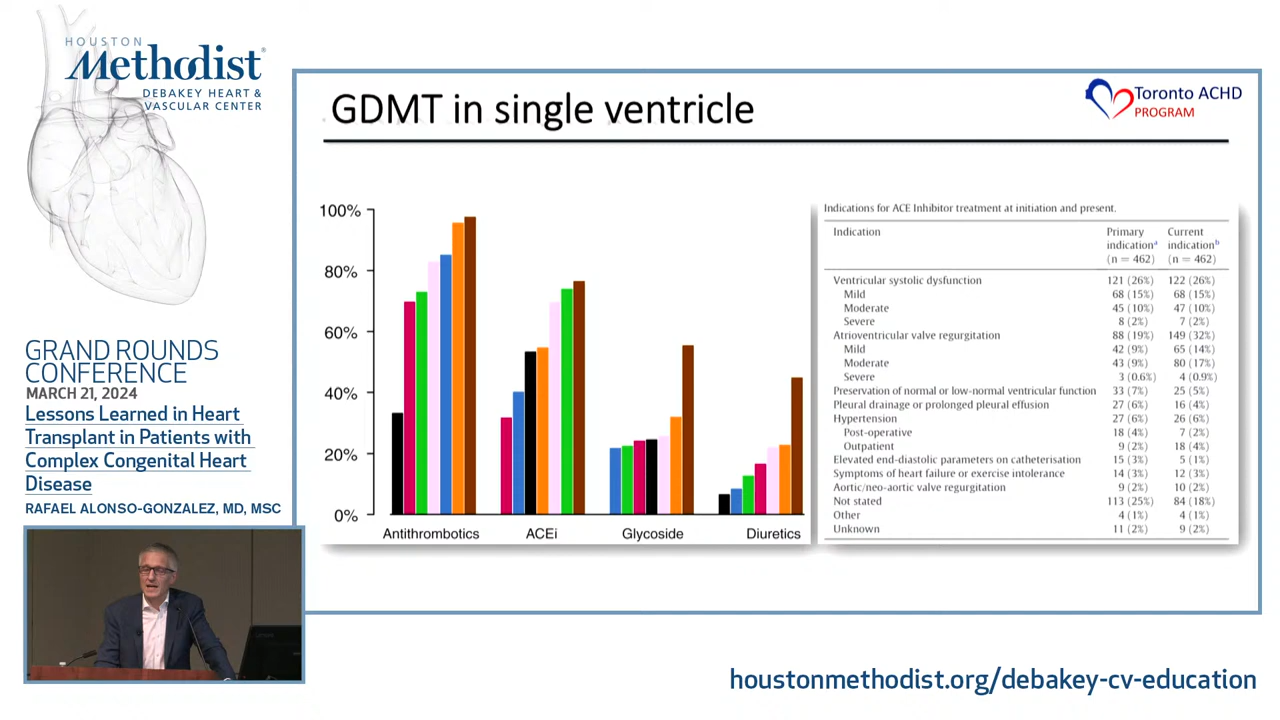 HOUSTON
Methodist®
DEBAKEY HEART &
VASCULAR CENTER
GRAND ROUNDS
CONFERENCE
MARCH 21, 2024
Lessons Learned in Heart
Transplant in Patients with
Complex Congenital Heart
Disease
RAFAEL ALONSO-GONZALEZ, MD, MSC
GDMT in single ventricle
Toronto ACHD
PROGRAM
100%
80%
60%
40%
20%
0%
Antithrombotics ACEi Glycoside Diuretics
Indications for ACE Inhibitor treatment at initiation and present.
Indication Primary indicationa (n = 462) Current indicationb (n = 462)
Ventricular systolic dysfunction 121 (26%) 122 (26%)
Mild 68 (15%) 68 (15%)
Moderate 45 (10%) 47 (10%)
Severe 8 (2%) 7 (2%)
Atrioventricular valve regurgitation 88 (19%) 149 (32%)
Mild 42 (9%) 65 (14%)
Moderate 43 (9%) 80 (17%)
Severe 3 (0.6%) 4 (0.9%)
Preservation of normal or low-normal ventricular function 33 (7%) 25 (5%)
Pleural drainage or prolonged pleural effusion 27 (6%) 16 (4%)
Hypertension 27 (6%) 26 (6%)
Post-operative 18 (4%) 7 (2%)
Outpatient 9 (2%) 18 (4%)
Elevated end-diastolic parameters on catheterisation 15 (3%) 5 (1%)
Symptoms of heart failure or exercise intolerance 14 (3%) 12 (3%)
Aortic/neo-aortic valve regurgitation 9 (2%) 10 (2%)
Not stated 113 (25%) 84 (18%)
Other 4 (1%) 4 (1%)
Unknown 11 (2%) 9 (2%)
houstonmethodist.org/debakey-cv-education